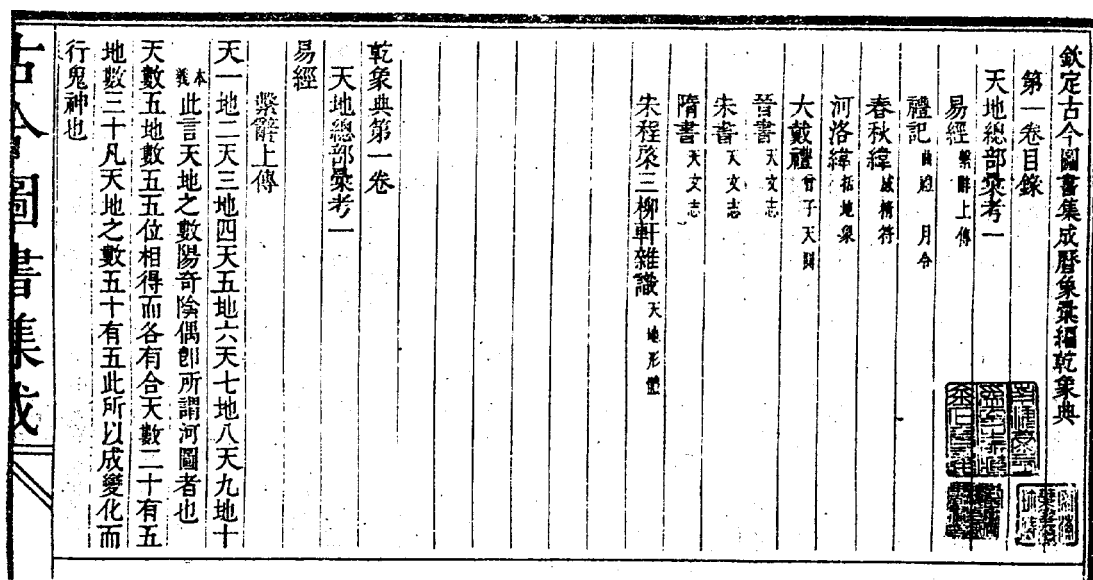 欽定古今圖書集成曆象彙編乾象典
第一卷目錄
天地總部彙考一
易經 繫辭上傳
禮記 曲禮 月令
春秋緯 感精符
河洛緯 括地象
大戴禮 曾子天圓
晉書 天文志
宋書 天文志
隋書 天文志
宋程棨三柳軒雜識 天地形體
乾象典第一卷
天地總部彙考一
易經
繫辭上傳
天一地二天三地四天五地六天七地八天九地十
本義 此言天地之數陽奇陰偶卽所謂河圖者也
天數五地數五五位相得而各有合天數二十有五
地數三十凡天地之數五十有五此所以成變化而
行鬼神也
古今圖書集成